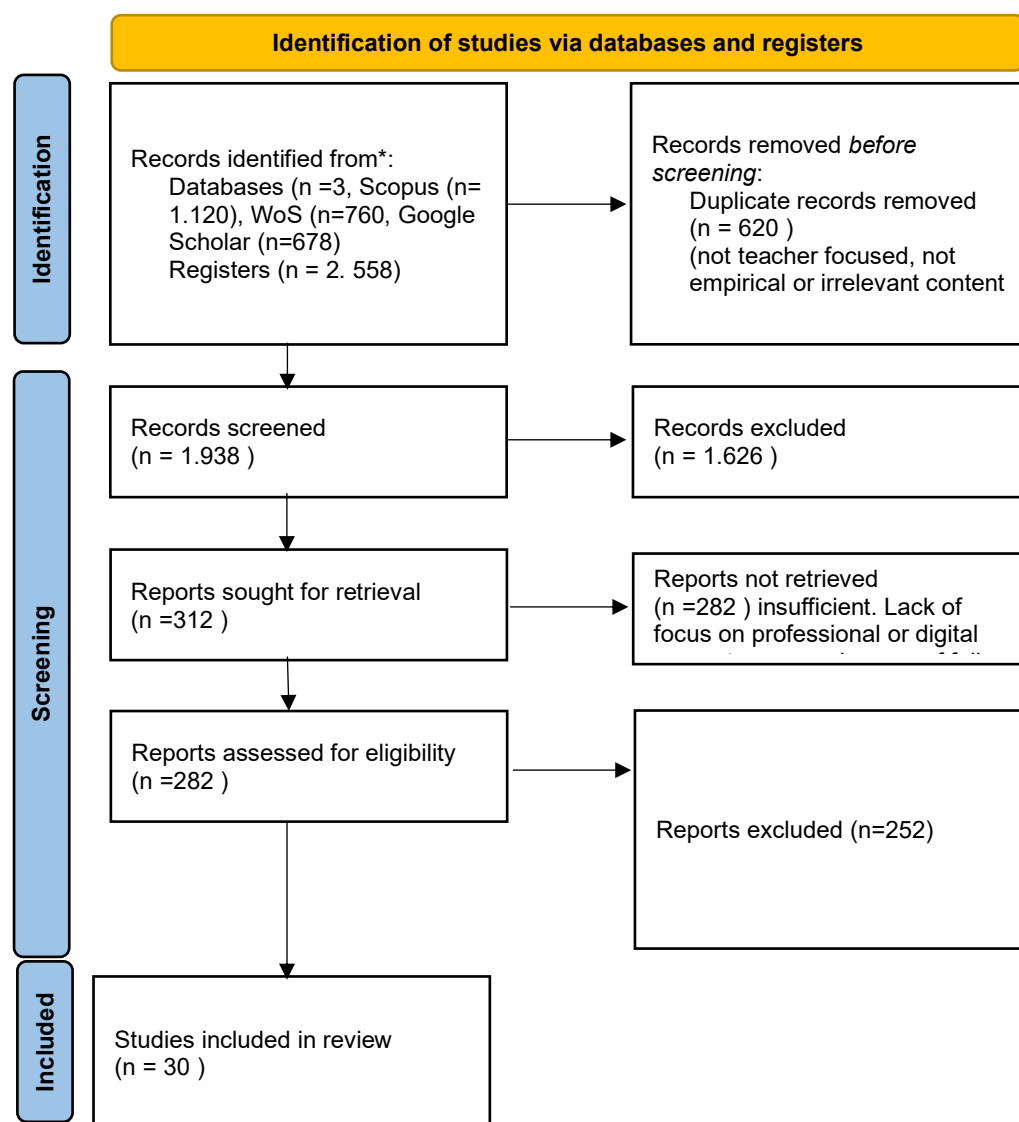 Identification of studies via databases and registers
Identification
Records identified from*:
Databases (n =3, Scopus (n=
1.120), WoS (n=760, Google
Scholar (n=678)
Registers (n = 2. 558)
Records removed before
screening:
Duplicate records removed
(n = 620 )
(not teacher focused, not
empirical or irrelevant content
Screening
Records screened
(n = 1.938 )
Records excluded
(n = 1.626 )
Reports sought for retrieval
(n =312 )
Reports not retrieved
(n =282 ) insufficient. Lack of
focus on professional or digital
Reports assessed for eligibility
(n =282 )
Reports excluded (n=252)
Included
Studies included in review
(n = 30 )